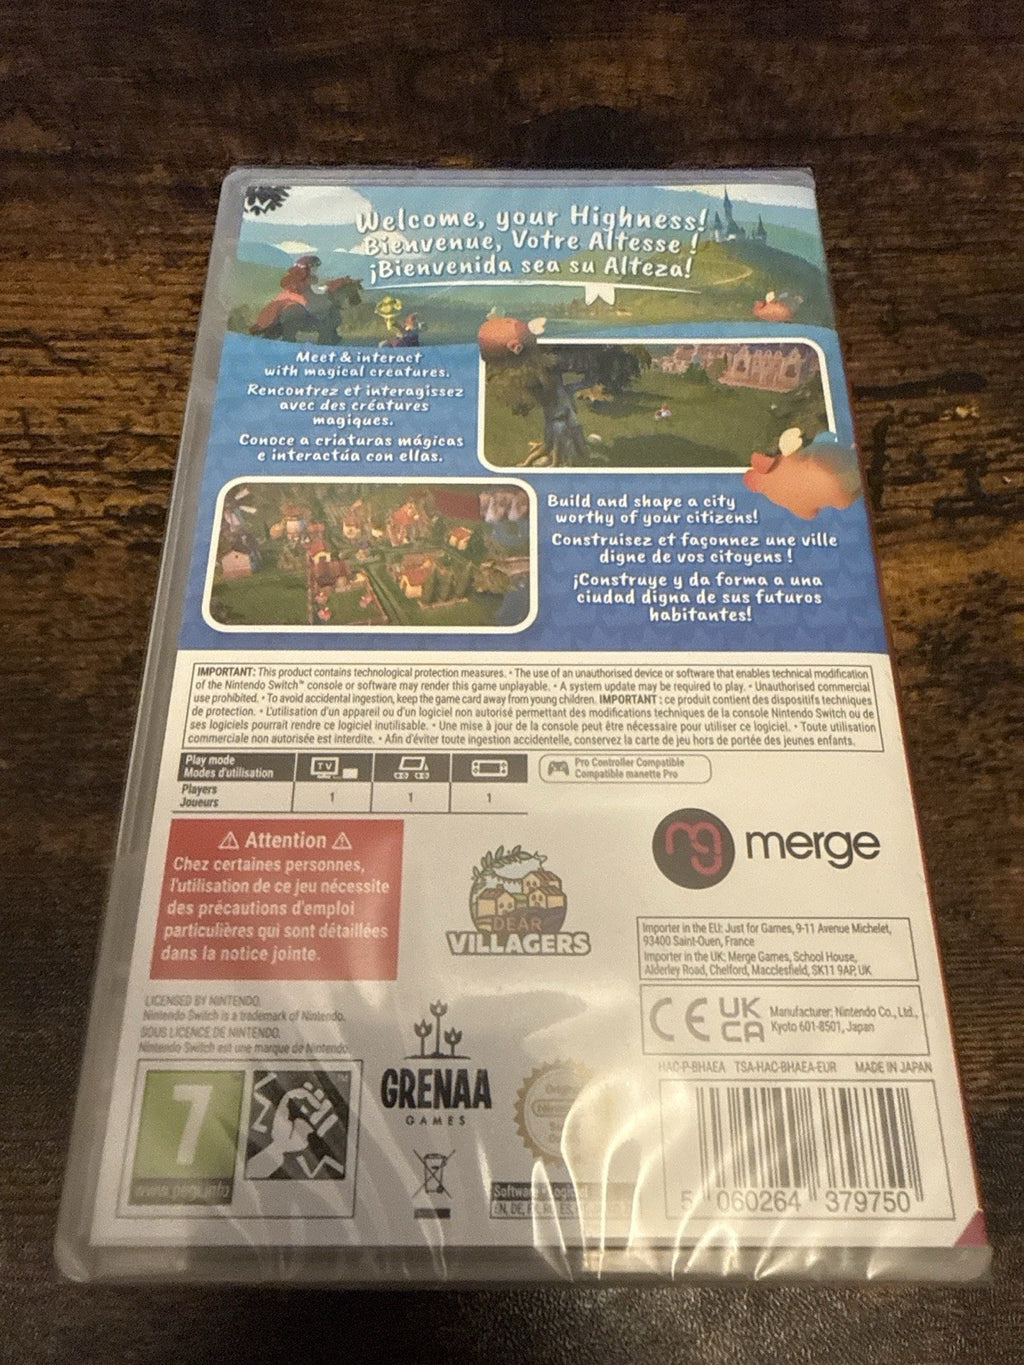 Welcome, your Highness!
Bienvenue, Votre Altesse !
¡Bienvenida sea su Alteza!
Meet & interact
with magical creatures.
Rencontrez et interagissez
avec des créatures
magiques.
Conoce a criaturas mágicas
e interactúa con ellas.
Build and shape a city
worthy of your citizens!
Construisez et façonnez une ville
digne de vos citoyens !
¡Construye y da forma a una
ciudad digna de sus futuros
habitantes!
IMPORTANT: This product contains technological protection measures. • The use of an unauthorised device or software that enables technical modification
of the Nintendo Switch™ console or software may render this game unplayable. • A system update may be required to play. • Unauthorised commercial
use prohibited. • To avoid accidental ingestion, keep the game card away from young children. IMPORTANT : ce produit contient des dispositifs techniques
de protection. • L'utilisation d'un appareil ou d'un logiciel non autorisé permettant des modifications techniques de la console Nintendo Switch ou de
ses logiciels pourrait rendre ce logiciel inutilisable. • Une mise à jour de la console peut être nécessaire pour utiliser ce logiciel. • Toute utilisation
commerciale non autorisée est interdite. • Afin d'éviter toute ingestion accidentelle, conservez la carte de jeu hors de portée des jeunes enfants.
Play mode
Modes d'utilisation
TV
Pro Controller Compatible
Compatible manette Pro
Players
Joueurs
1 1 1
Attention
Chez certaines personnes,
l'utilisation de ce jeu nécessite
des précautions d'emploi
particulières qui sont détaillées
dans la notice jointe.
DEAR
VILLAGERS
mg merge
Importer in the EU: Just for Games, 9-11 Avenue Michelet,
93400 Saint-Ouen, France
Importer in the UK: Merge Games, School House,
Alderley Road, Chelford, Macclesfield, SK11 9AP, UK
CE UK
CA
Manufacturer: Nintendo Co., Ltd.,
Kyoto 601-8501, Japan
LICENSED BY NINTENDO.
Nintendo Switch is a trademark of Nintendo.
SOUS LICENCE DE NINTENDO.
Nintendo Switch est une marque de Nintendo.
HAC-P-BHAEA TSA-HAC-BHAEA-EUR MADE IN JAPAN
7
www.pegi.info
GRENAA
GAMES
Software
EN, DE, FR,
5 060264 379750